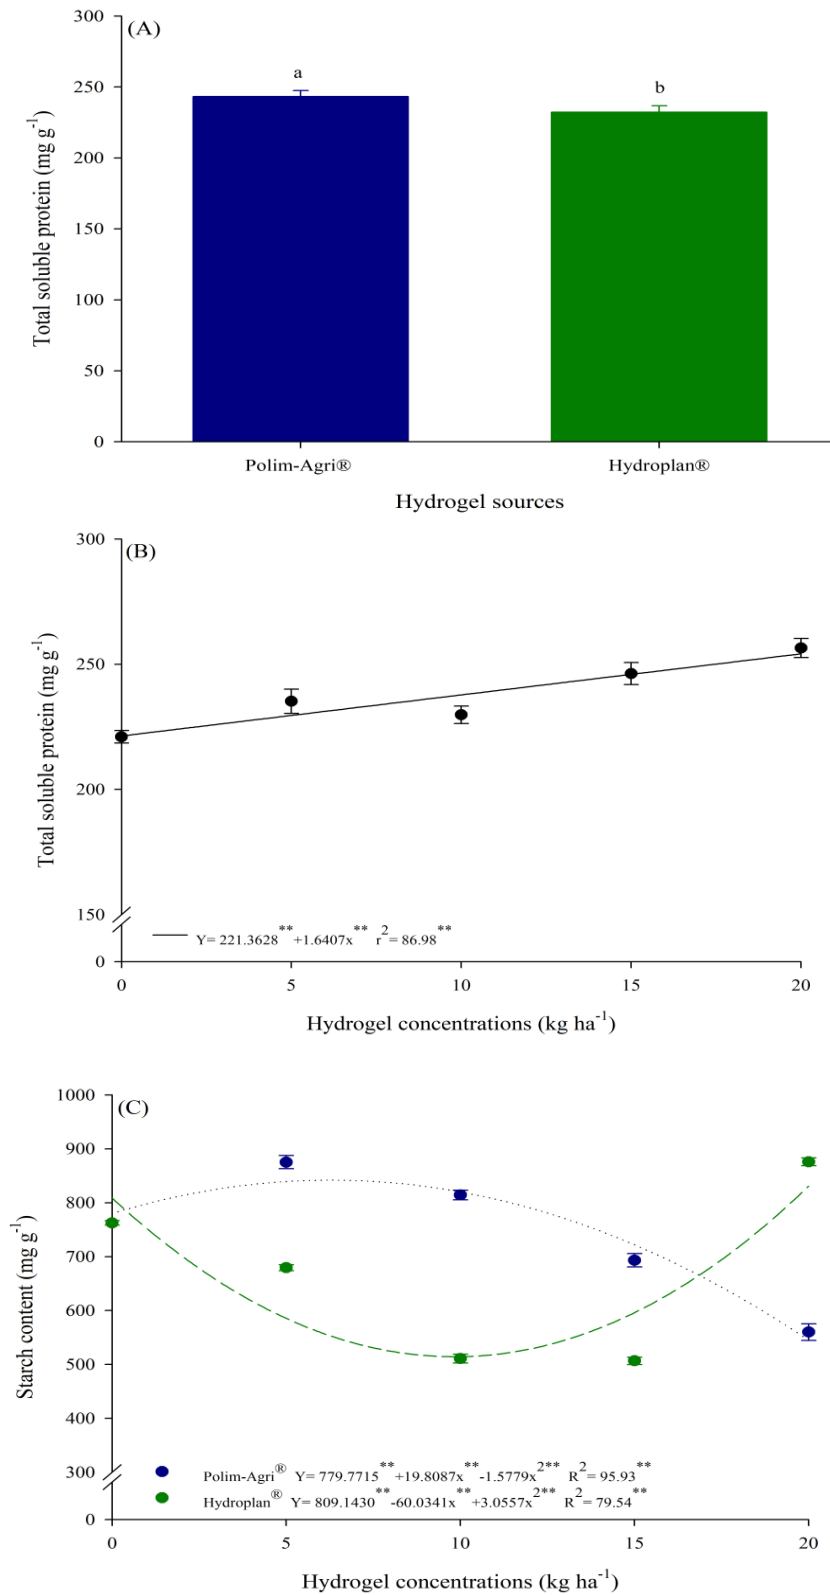 (A)
300
250
200
150
100
50
0
Total soluble protein (mg g⁻¹)
a
b
Polim-Agri®
Hydroplan®
Hydrogel sources
(B)
300
250
200
150
0
Total soluble protein (mg g⁻¹)
Y= 221.3628** +1.6407x** r² = 86.98**
0 5 10 15 20
Hydrogel concentrations (kg ha⁻¹)
(C)
1000
900
800
700
600
500
400
300
0
Starch content (mg g⁻¹)
Polim-Agri® Y= 779.7715** +19.8087x** -1.5779x²** R² = 95.93**
Hydroplan® Y= 809.1430** -60.0341x** +3.0557x²** R² = 79.54**
0 5 10 15 20
Hydrogel concentrations (kg ha⁻¹)